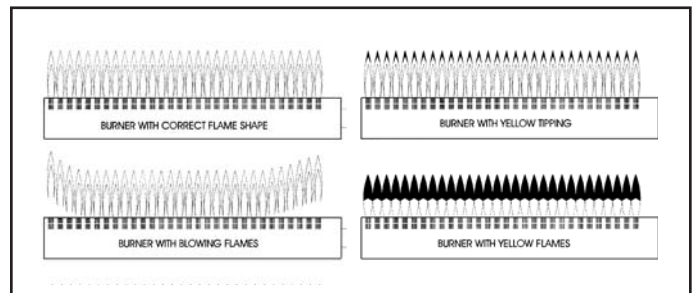 BURNER WITH CORRECT FLAME SHAPE
BURNER WITH YELLOW TIPPING
BURNER WITH BLOWING FLAMES
BURNER WITH YELLOW FLAMES